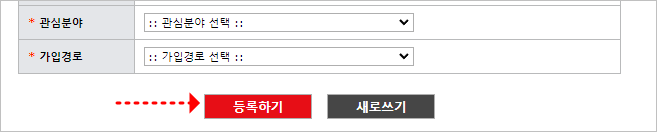 * 관심분야 :: 관심분야 선택 ::
* 가입경로 :: 가입경로 선택 ::
등록하기 새로쓰기